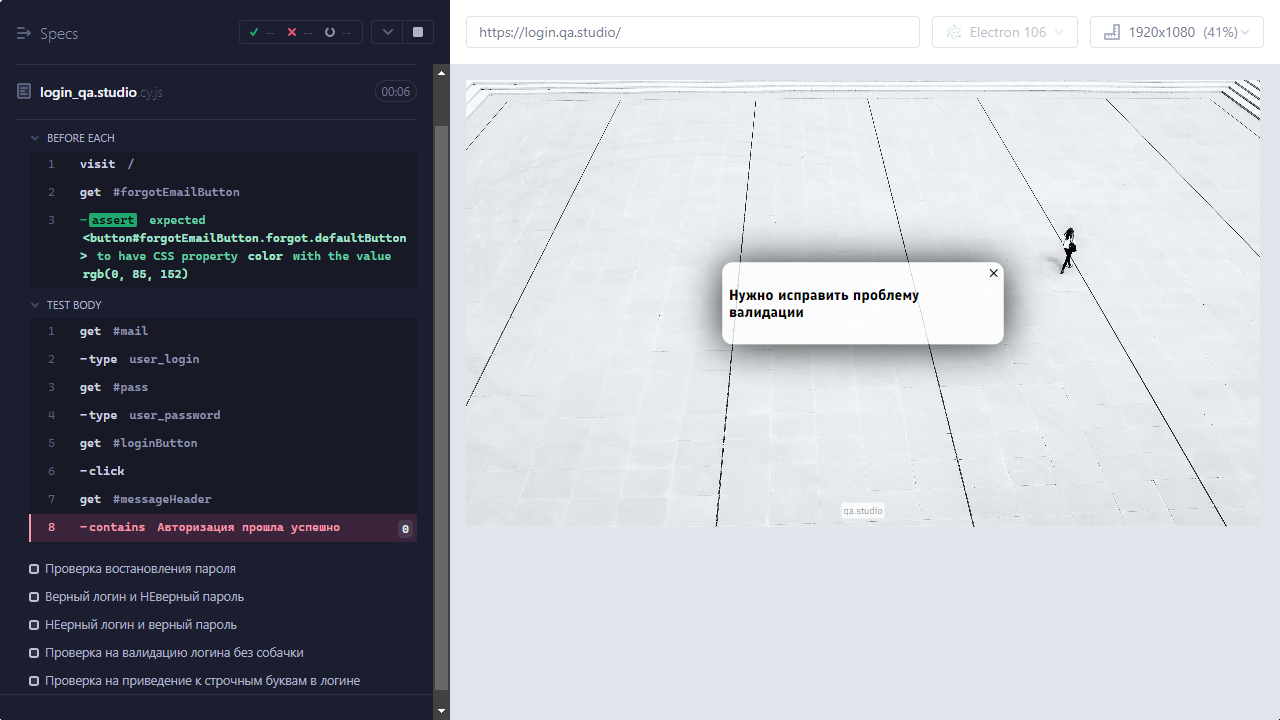 Specs
--
--
--
https://login.qa.studio/
Electron 106
1920x1080 (41%)
login_qa.studio.cy.js
00:06
BEFORE EACH
1 visit /
2 get #forgotEmailButton
3 -assert expected
<button#forgotEmailButton.forgot.defaultButton
> to have CSS property color with the value
rgb(0, 85, 152)
TEST BODY
1 get #mail
2 -type user_login
3 get #pass
4 -type user_password
5 get #loginButton
6 -click
7 get #messageHeader
8 -contains Авторизация прошла успешно 0
Проверка востановления пароля
Верный логин и НЕверный пароль
НЕерный логин и верный пароль
Проверка на валидацию логина без собачки
Проверка на приведение к строчным буквам в логине
Нужно исправить проблему
валидации
qa.studio